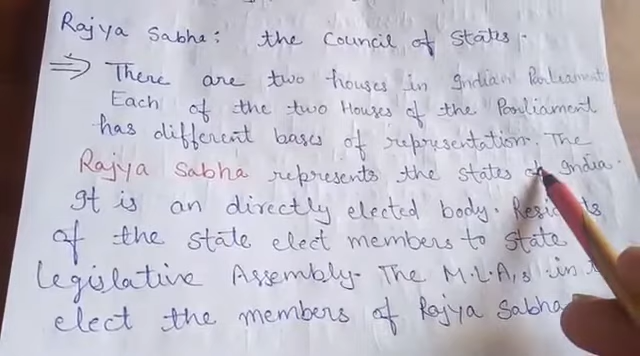 Rajya Sabha: the Council of States.
⇒ There are two houses in Indian Parliament
Each of the two Houses of the Parliament
has different bases of representation. The
Rajya Sabha represents the states of India.
It is an directly elected body.
of the state elect members to state
legislative Assembly. The M.L.A,s in
elect the members of Rajya Sabha